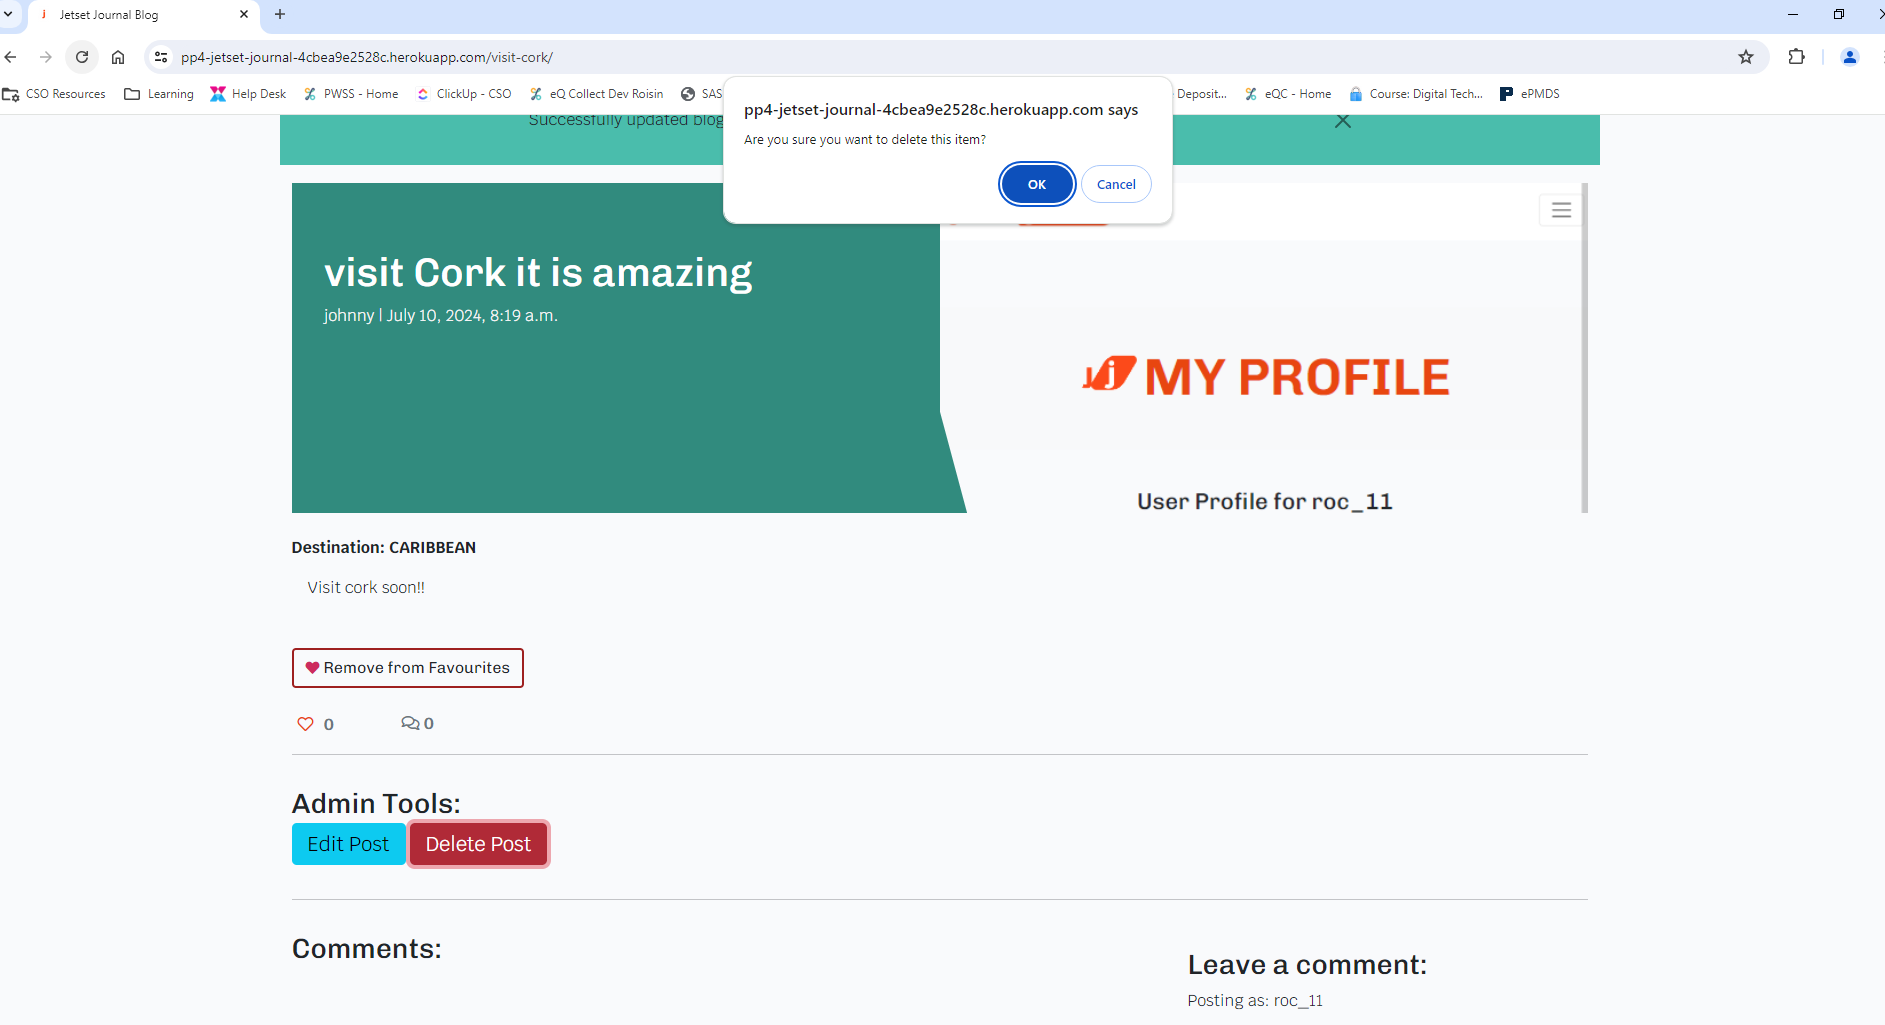 Jetset Journal Blog
pp4-jetset-journal-4cbea9e2528c.herokuapp.com/visit-cork/
CSO Resources Learning Help Desk PWSS - Home ClickUp - CSO eQ Collect Dev Roisin SAS Deposit... eQC - Home Course: Digital Tech... ePMDS
pp4-jetset-journal-4cbea9e2528c.herokuapp.com says
Are you sure you want to delete this item?
OK Cancel
Successfully updated blog
visit Cork it is amazing
johnny | July 10, 2024, 8:19 a.m.
Jj MY PROFILE
User Profile for roc_11
Destination: CARIBBEAN
Visit cork soon!!
Remove from Favourites
0 0
Admin Tools:
Edit Post Delete Post
Comments:
Leave a comment:
Posting as: roc_11